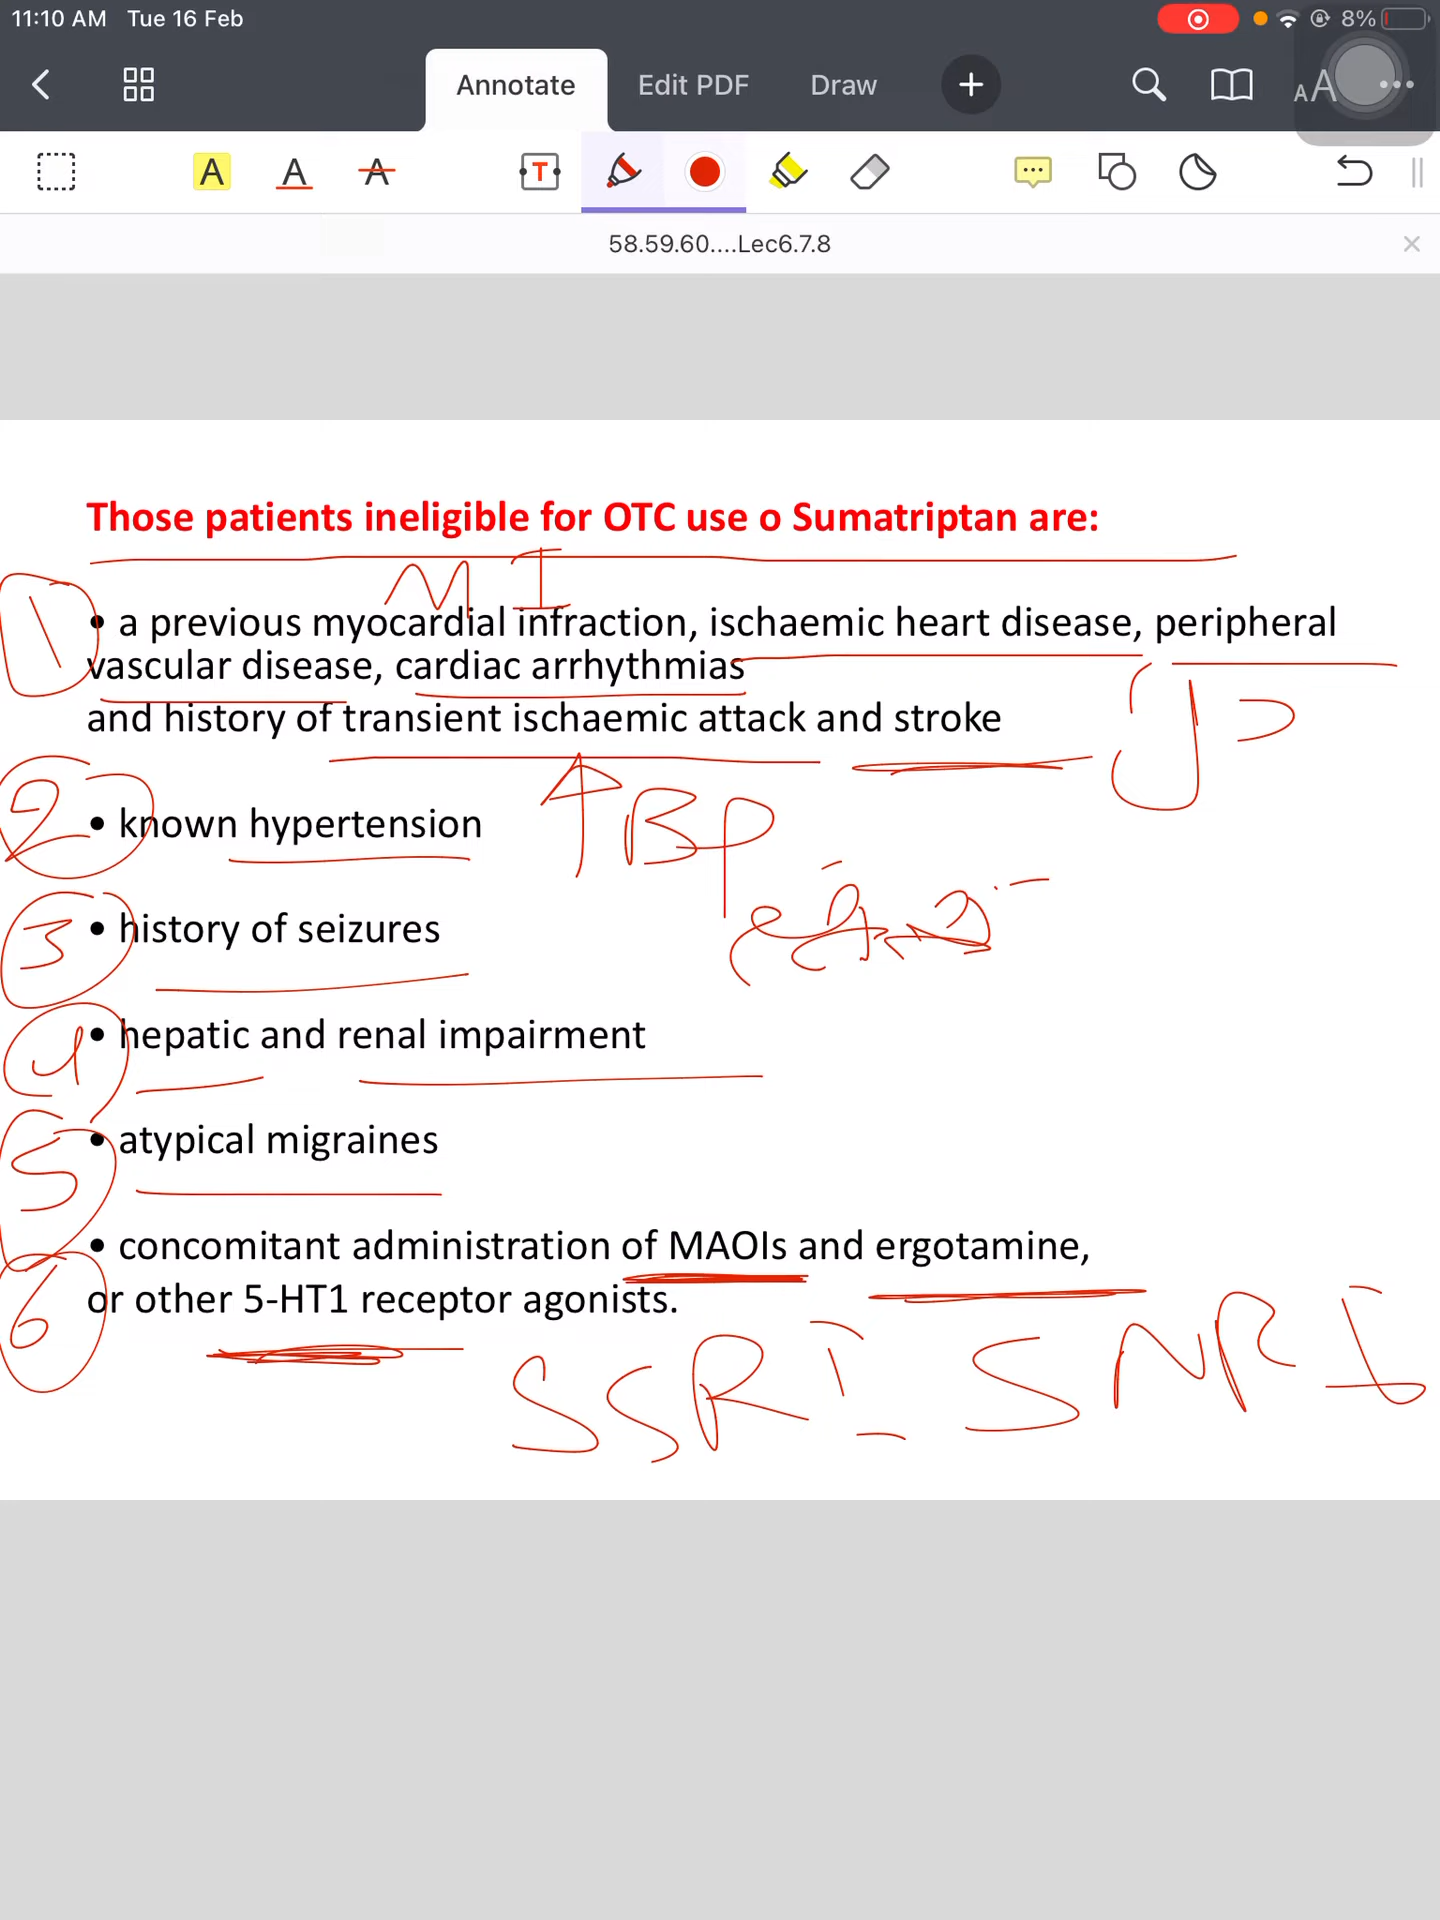 11:10 AM Tue 16 Feb 8%
Annotate Edit PDF Draw
A A A T AA
58.59.60....Lec6.7.8
Those patients ineligible for OTC use o Sumatriptan are:
MI
1 • a previous myocardial infraction, ischaemic heart disease, peripheral
vascular disease, cardiac arrhythmias
and history of transient ischaemic attack and stroke
2 • known hypertension ↑BP
3 • history of seizures
4 • hepatic and renal impairment
5 • atypical migraines
6 • concomitant administration of MAOIs and ergotamine,
or other 5-HT1 receptor agonists.
SSRI SNRI